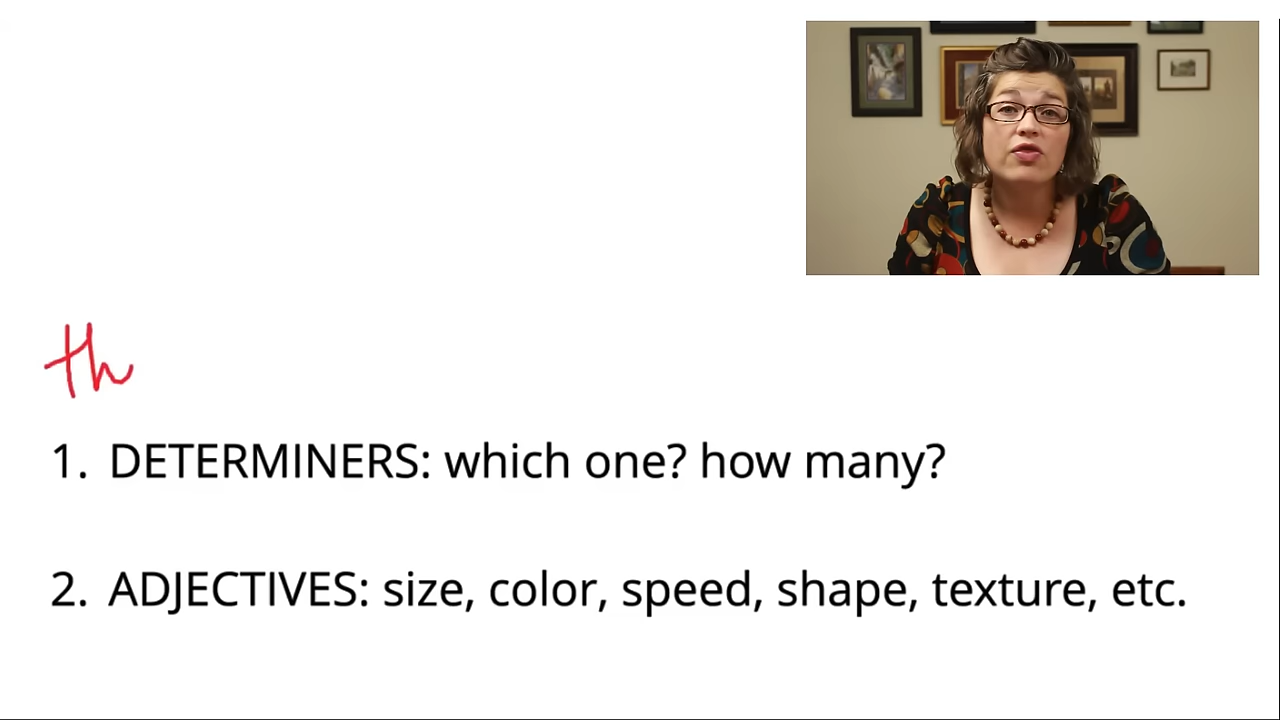 th
1. DETERMINERS: which one? how many?
2. ADJECTIVES: size, color, speed, shape, texture, etc.